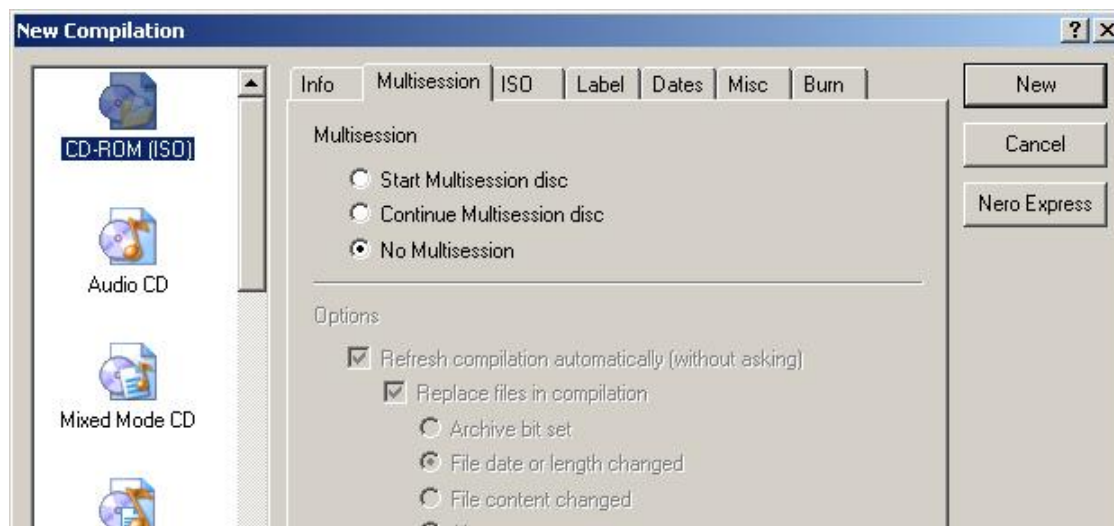 New Compilation
Info Multisession ISO Label Dates Misc Burn
New
Cancel
Nero Express
CD-ROM (ISO)
Audio CD
Mixed Mode CD
Multisession
Start Multisession disc
Continue Multisession disc
No Multisession
Options
Refresh compilation automatically (without asking)
Replace files in compilation
Archive bit set
File date or length changed
File content changed